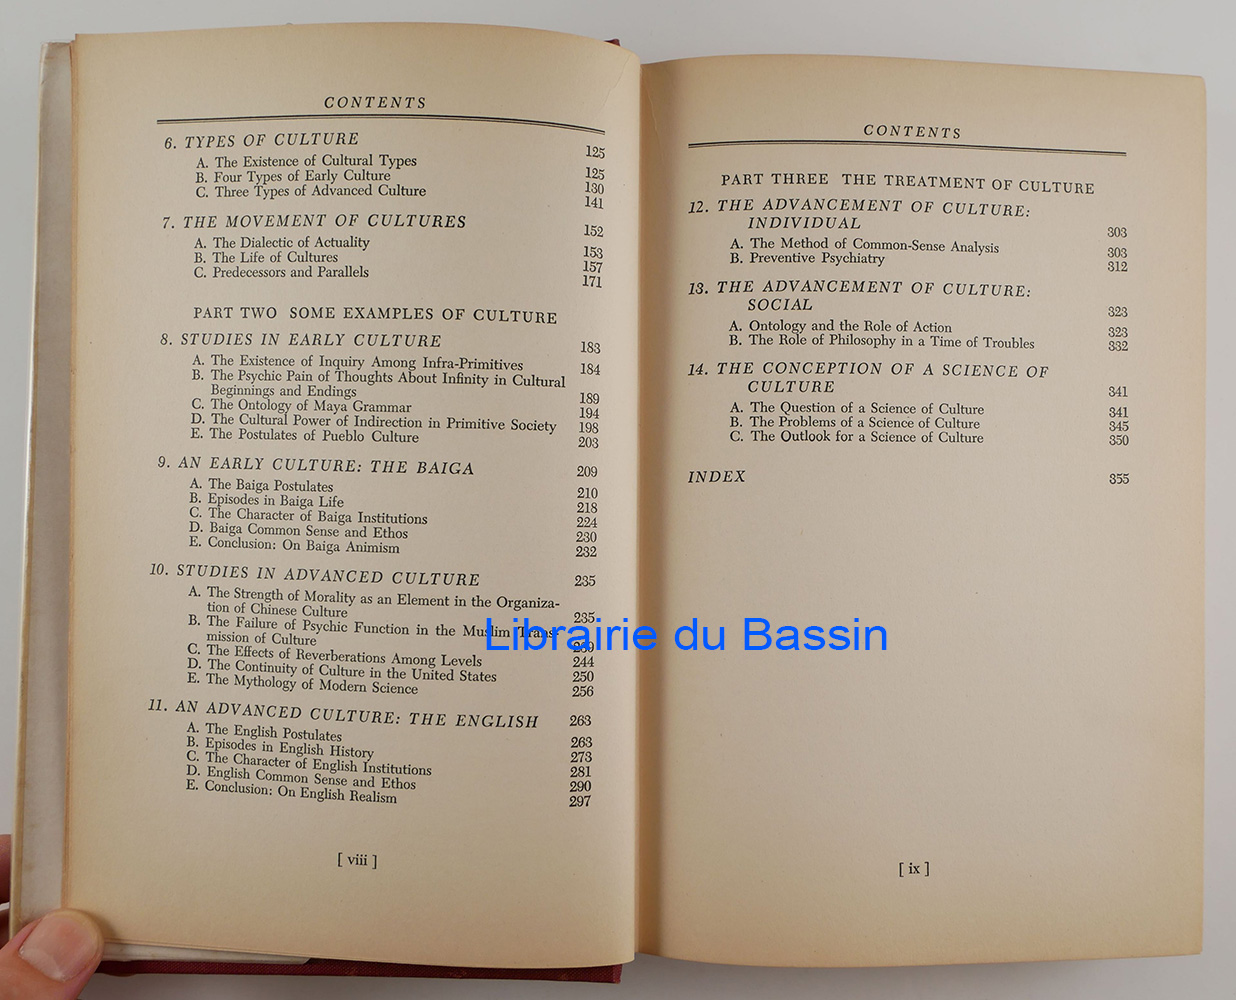 CONTENTS
6. TYPES OF CULTURE 125
A. The Existence of Cultural Types 125
B. Four Types of Early Culture 130
C. Three Types of Advanced Culture 141
7. THE MOVEMENT OF CULTURES 152
A. The Dialectic of Actuality 153
B. The Life of Cultures 157
C. Predecessors and Parallels 171
PART TWO SOME EXAMPLES OF CULTURE
8. STUDIES IN EARLY CULTURE 183
A. The Existence of Inquiry Among Infra-Primitives 184
B. The Psychic Pain of Thoughts About Infinity in Cultural
Beginnings and Endings 189
C. The Ontology of Maya Grammar 194
D. The Cultural Power of Indirection in Primitive Society 198
E. The Postulates of Pueblo Culture 203
9. AN EARLY CULTURE: THE BAIGA 209
A. The Baiga Postulates 210
B. Episodes in Baiga Life 218
C. The Character of Baiga Institutions 224
D. Baiga Common Sense and Ethos 230
E. Conclusion: On Baiga Animism 232
10. STUDIES IN ADVANCED CULTURE 235
A. The Strength of Morality as an Element in the Organiza-
tion of Chinese Culture 235
B. The Failure of Psychic Function in the Muslim Trans-
mission of Culture 239
C. The Effects of Reverberations Among Levels 244
D. The Continuity of Culture in the United States 250
E. The Mythology of Modern Science 256
11. AN ADVANCED CULTURE: THE ENGLISH 263
A. The English Postulates 263
B. Episodes in English History 273
C. The Character of English Institutions 281
D. English Common Sense and Ethos 290
E. Conclusion: On English Realism 297
[ viii ]
CONTENTS
PART THREE THE TREATMENT OF CULTURE
12. THE ADVANCEMENT OF CULTURE:
INDIVIDUAL 303
A. The Method of Common-Sense Analysis 303
B. Preventive Psychiatry 312
13. THE ADVANCEMENT OF CULTURE:
SOCIAL 323
A. Ontology and the Role of Action 323
B. The Role of Philosophy in a Time of Troubles 332
14. THE CONCEPTION OF A SCIENCE OF
CULTURE 341
A. The Question of a Science of Culture 341
B. The Problems of a Science of Culture 345
C. The Outlook for a Science of Culture 350
INDEX 355
[ ix ]
Librairie du Bassin